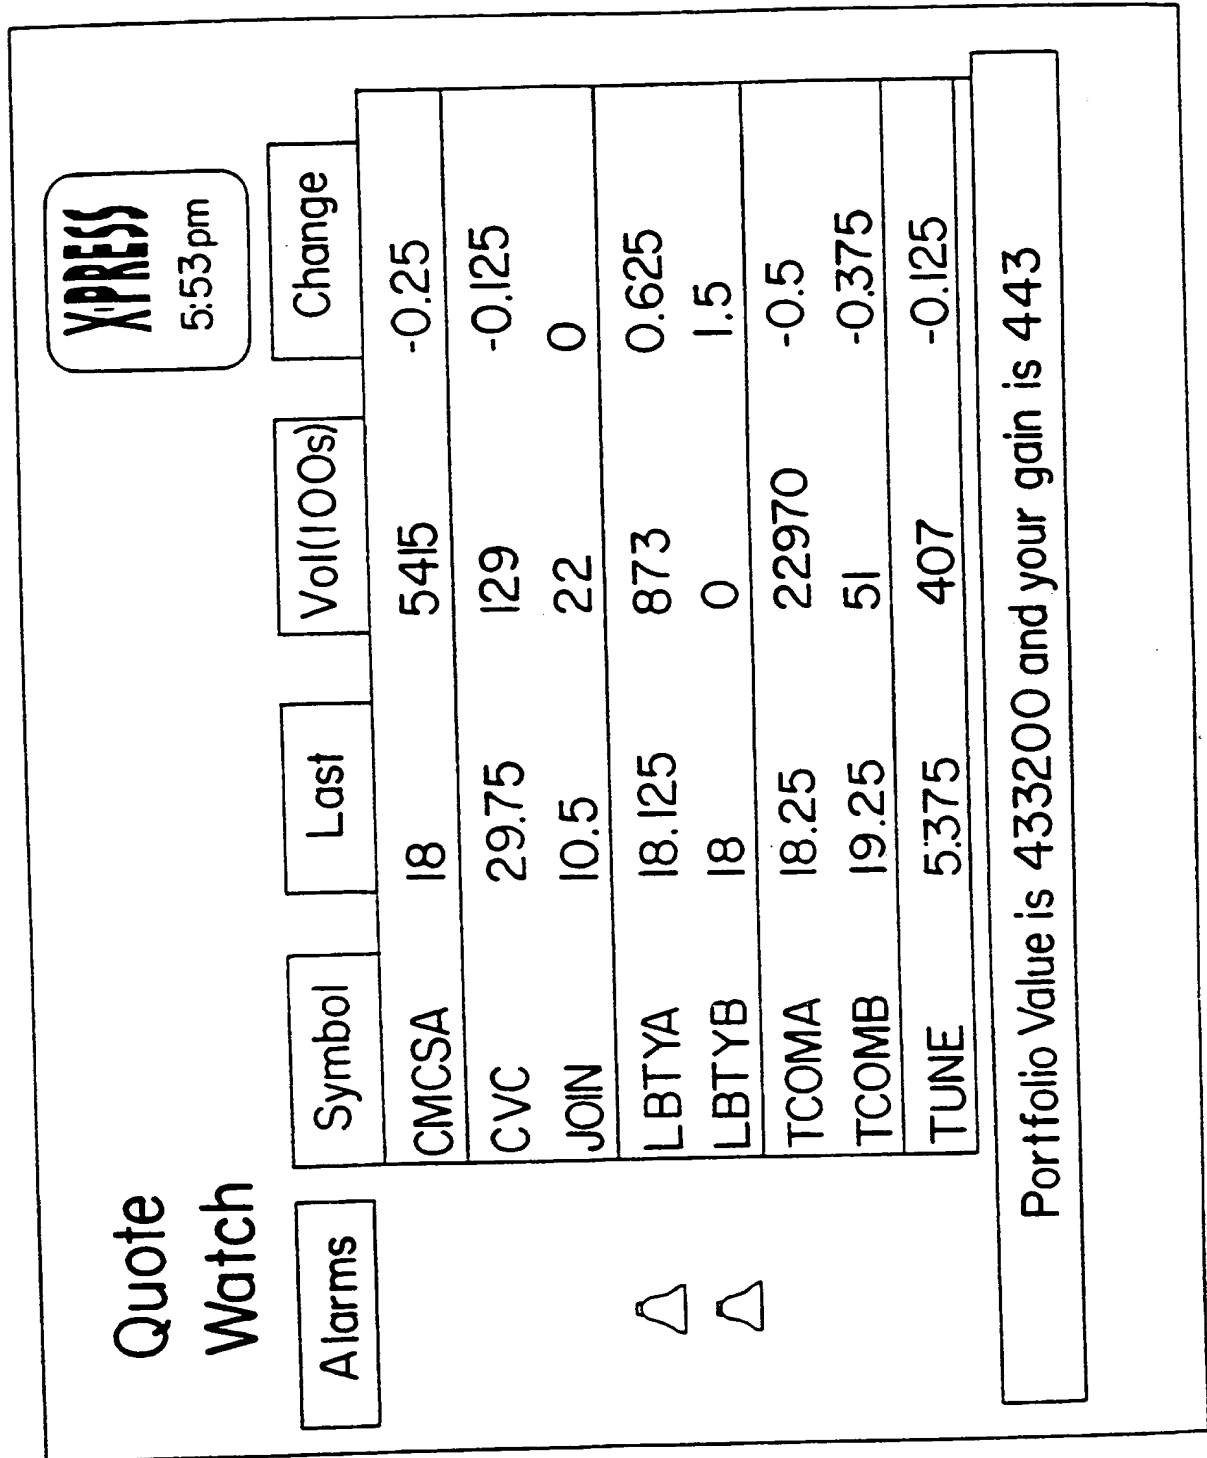 Quote
Watch
X·PRESS
5:53pm
Alarms Symbol Last Vol(100s) Change
CMCSA 18 5415 -0.25
CVC 29.75 129 -0.125
JOIN 10.5 22 0
LBTYA 18.125 873 0.625
LBTYB 18 0 1.5
TCOMA 18.25 22970 -0.5
TCOMB 19.25 51 -0.375
TUNE 5.375 407 -0.125
Portfolio Value is 433200 and your gain is 443